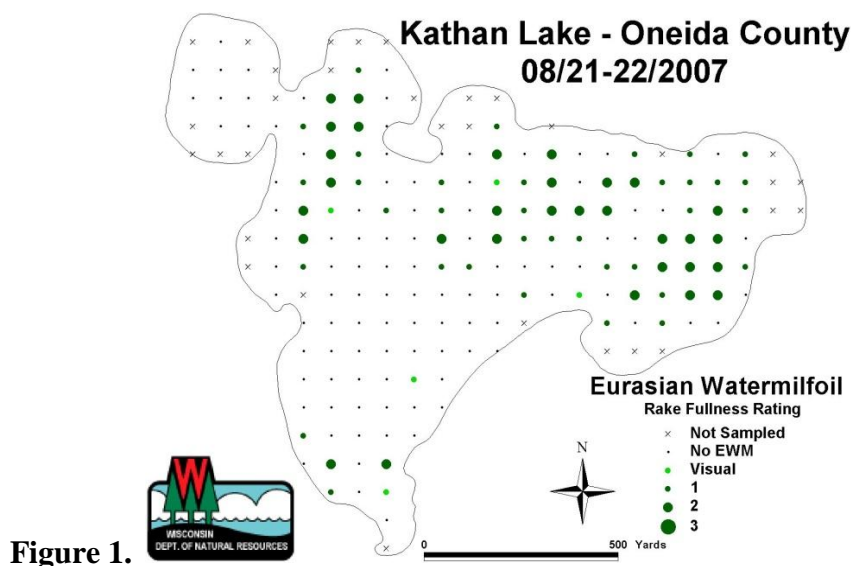 Kathan Lake - Oneida County
08/21-22/2007
Eurasian Watermilfoil
Rake Fullness Rating
Not Sampled
No EWM
Visual
1
2
3
N
W
WISCONSIN
DEPT. OF NATURAL RESOURCES
0 500 Yards
Figure 1.